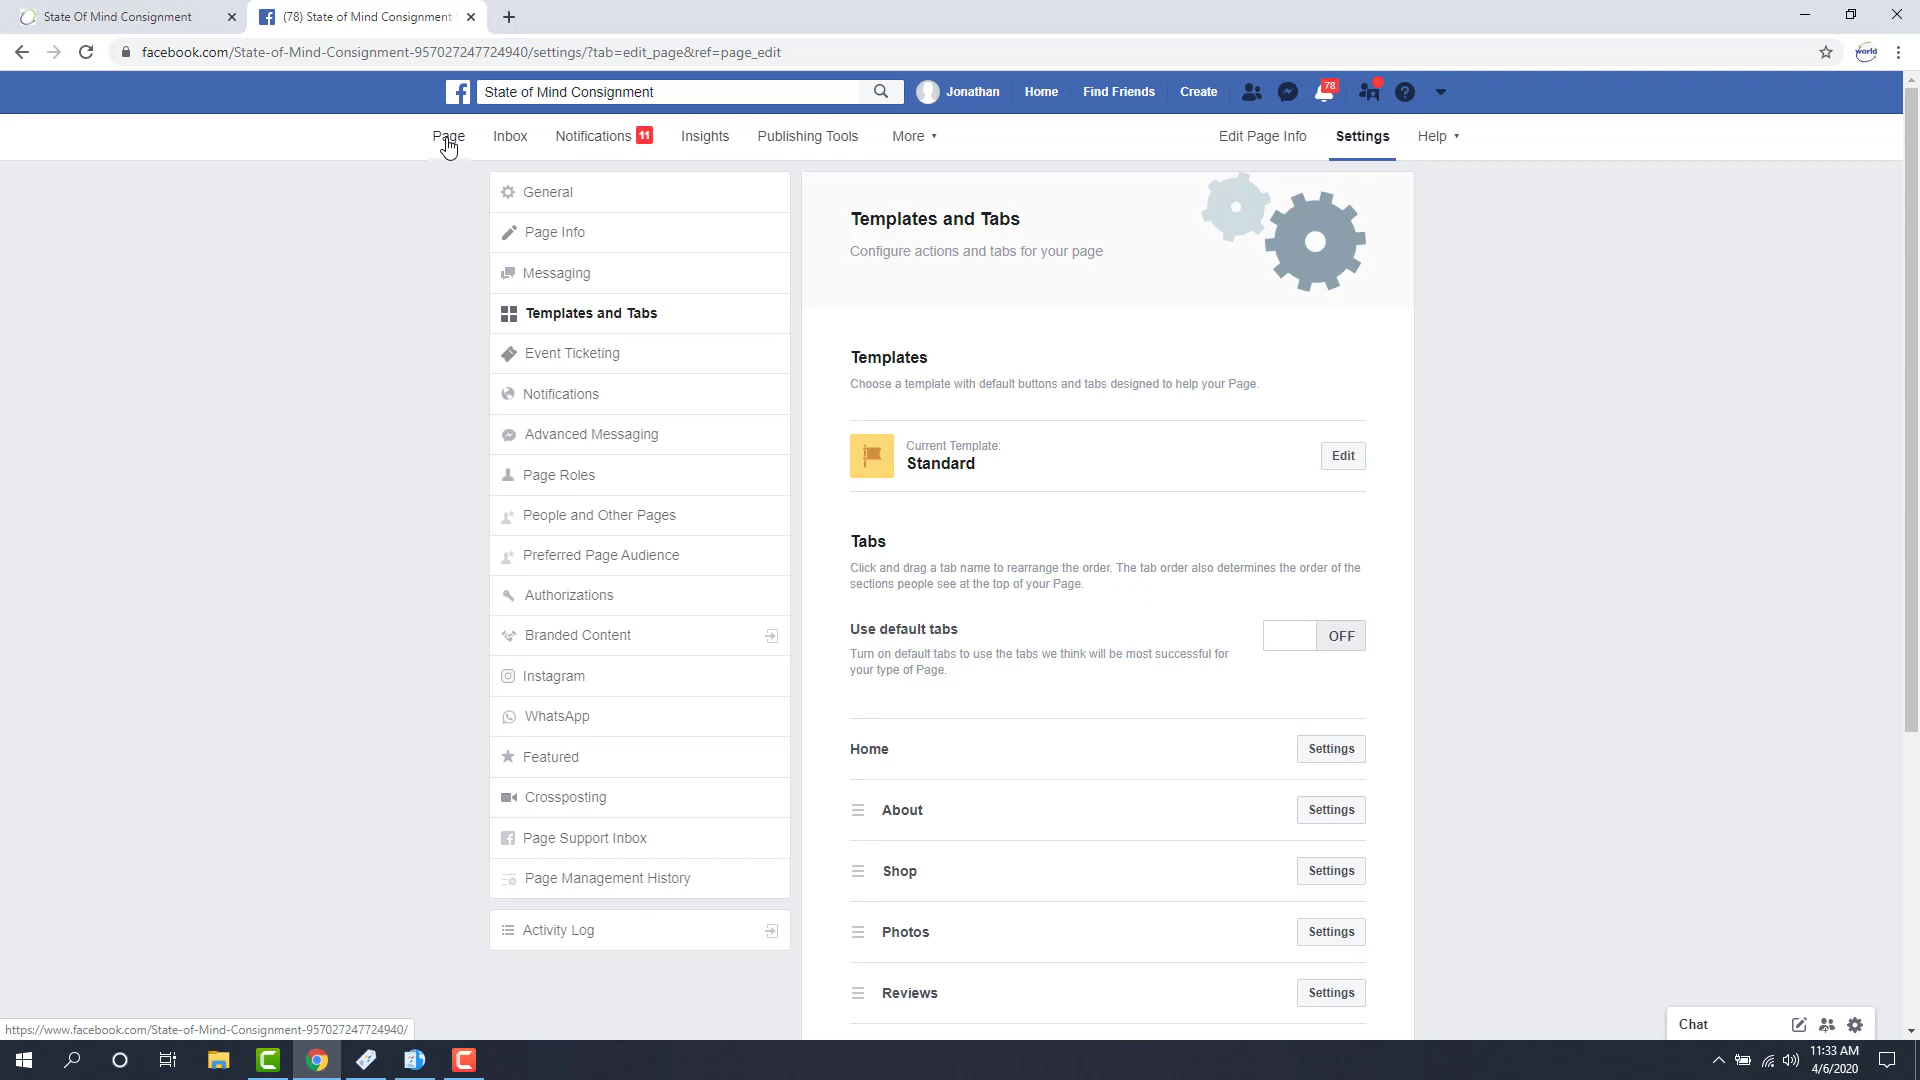 State Of Mind Consignment
(78) State of Mind Consignment
facebook.com/State-of-Mind-Consignment-957027247724940/settings/?tab=edit_page&ref=page_edit
world
State of Mind Consignment
Jonathan
Home
Find Friends
Create
78
Page
Inbox
Notifications 11
Insights
Publishing Tools
More
Edit Page Info
Settings
Help
General
Page Info
Messaging
Templates and Tabs
Event Ticketing
Notifications
Advanced Messaging
Page Roles
People and Other Pages
Preferred Page Audience
Authorizations
Branded Content
Instagram
WhatsApp
Featured
Crossposting
Page Support Inbox
Page Management History
Activity Log
Templates and Tabs
Configure actions and tabs for your page
Templates
Choose a template with default buttons and tabs designed to help your Page.
Current Template:
Standard
Edit
Tabs
Click and drag a tab name to rearrange the order. The tab order also determines the order of the
sections people see at the top of your Page.
Use default tabs
OFF
Turn on default tabs to use the tabs we think will be most successful for
your type of Page.
Home
Settings
About
Settings
Shop
Settings
Photos
Settings
Reviews
Settings
Chat
https://www.facebook.com/State-of-Mind-Consignment-957027247724940/
11:33 AM
4/6/2020